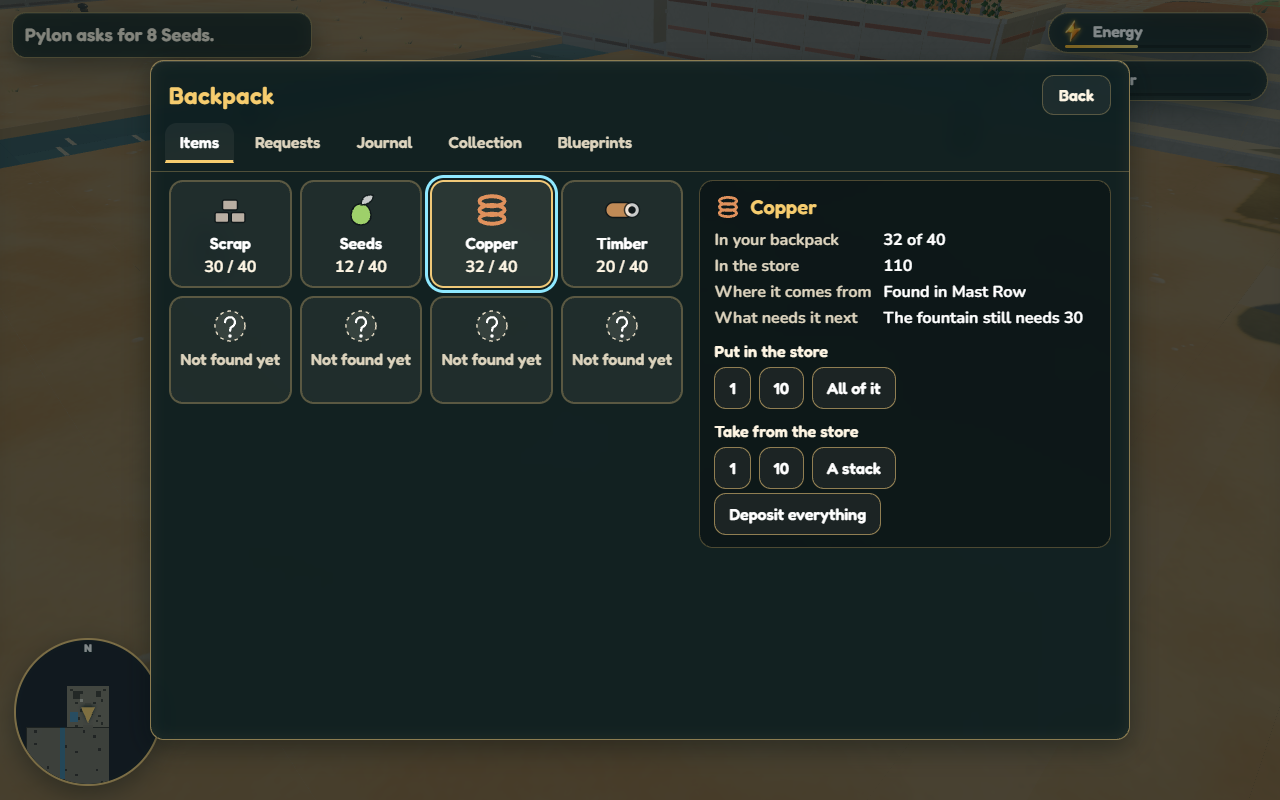 Pylon asks for 8 Seeds.
Energy
Backpack
Back
Items
Requests
Journal
Collection
Blueprints
Scrap
30 / 40
Seeds
12 / 40
Copper
32 / 40
Timber
20 / 40
?
Not found yet
?
Not found yet
?
Not found yet
?
Not found yet
Copper
In your backpack 32 of 40
In the store 110
Where it comes from Found in Mast Row
What needs it next The fountain still needs 30
Put in the store
1
10
All of it
Take from the store
1
10
A stack
Deposit everything
N